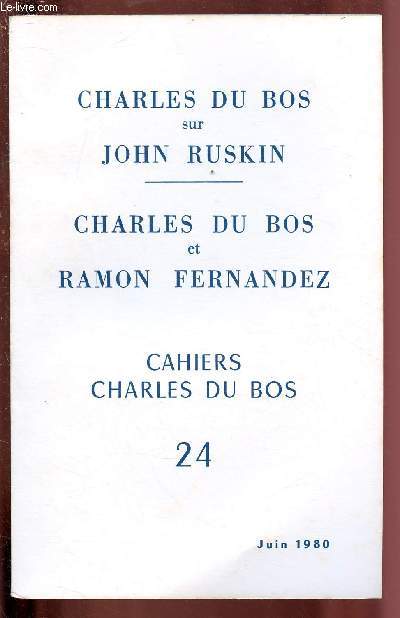 Le-livre.com
CHARLES DU BOS
sur
JOHN RUSKIN
CHARLES DU BOS
et
RAMON FERNANDEZ
CAHIERS
CHARLES DU BOS
24
Juin 1980